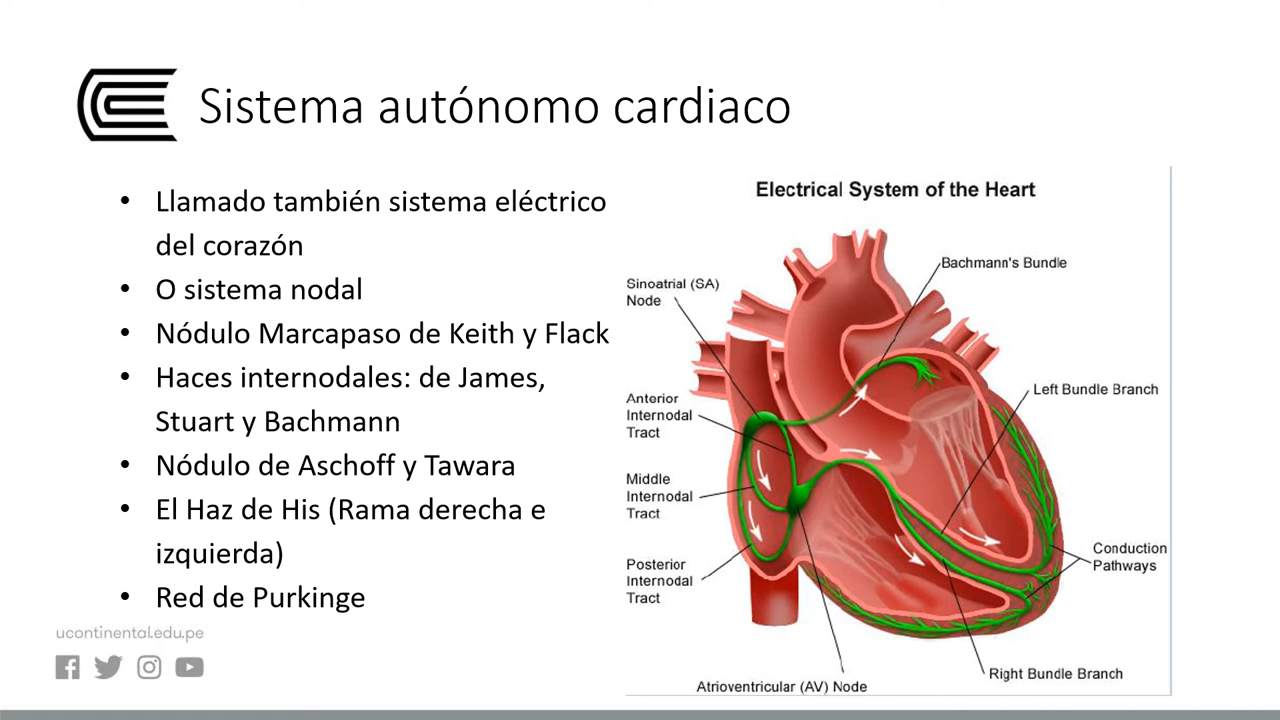 Sistema autónomo cardiaco
• Llamado también sistema eléctrico
del corazón
• O sistema nodal
• Nódulo Marcapaso de Keith y Flack
• Haces internodales: de James,
Stuart y Bachmann
• Nódulo de Aschoff y Tawara
• El Haz de His (Rama derecha e
izquierda)
• Red de Purkinge
ucontinental.edu.pe
Electrical System of the Heart
Bachmann's Bundle
Sinoatrial (SA)
Node
Left Bundle Branch
Anterior
Internodal
Tract
Middle
Internodal
Tract
Conduction
Pathways
Posterior
Internodal
Tract
Right Bundle Branch
Atrioventricular (AV) Node